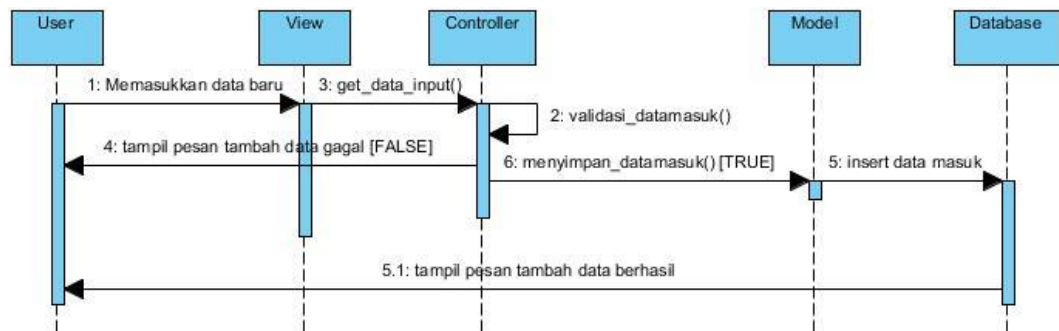 User
View
Controller
Model
Database
1: Memasukkan data baru
3: get_data_input()
2: validasi_datamasuk()
4: tampil pesan tambah data gagal [FALSE]
6: menyimpan_datamasuk() [TRUE]
5: insert data masuk
5.1: tampil pesan tambah data berhasil